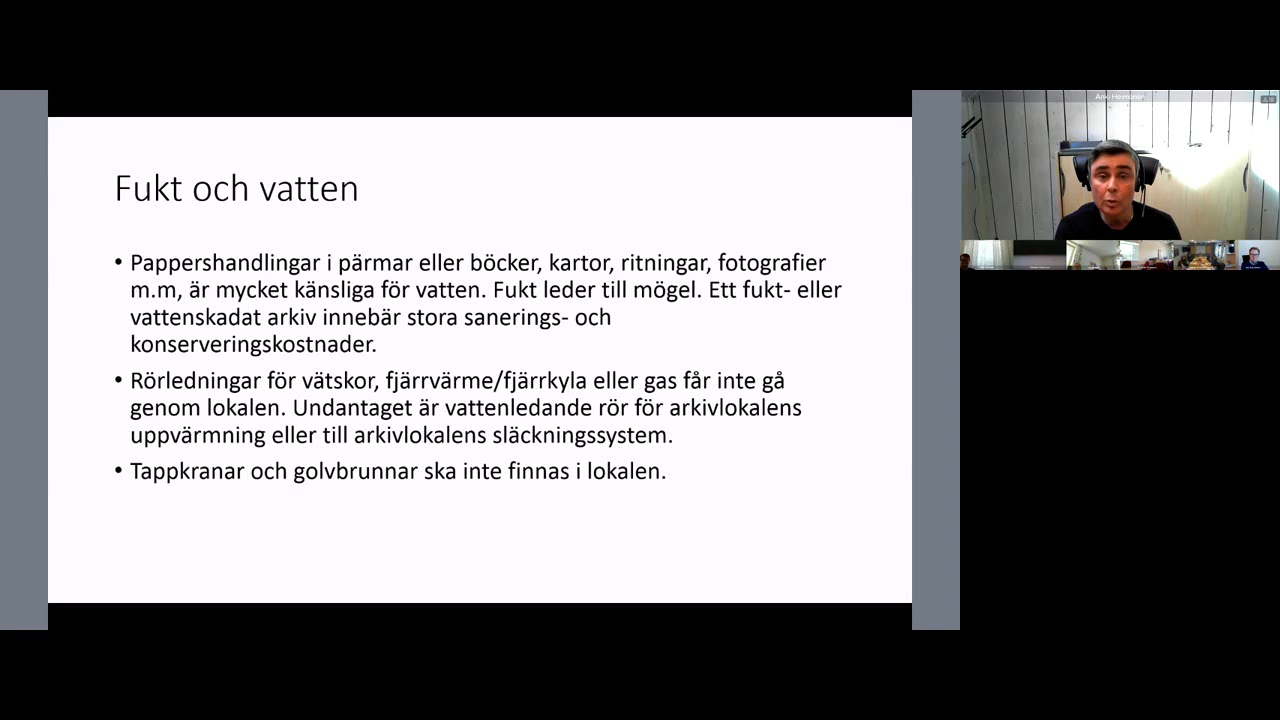 Fukt och vatten
• Pappershandlingar i pärmar eller böcker, kartor, ritningar, fotografier
m.m, är mycket känsliga för vatten. Fukt leder till mögel. Ett fukt- eller
vattenskadat arkiv innebär stora sanerings- och
konserveringskostnader.
• Rörledningar för vätskor, fjärrvärme/fjärrkyla eller gas får inte gå
genom lokalen. Undantaget är vattenledande rör för arkivlokalens
uppvärmning eller till arkivlokalens släckningssystem.
• Tappkranar och golvbrunnar ska inte finnas i lokalen.